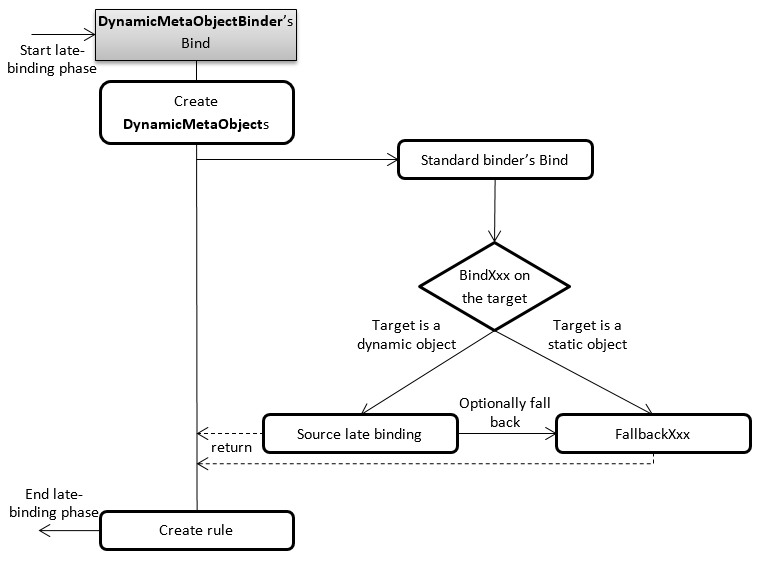 DynamicMetaObjectBinder’s
Bind
Start late-
binding phase
Create
DynamicMetaObjects
Standard binder’s Bind
BindXxx on
the target
Target is a
dynamic object
Target is a
static object
Optionally fall
back
Source late binding
FallbackXxx
return
End late-
binding phase
Create rule